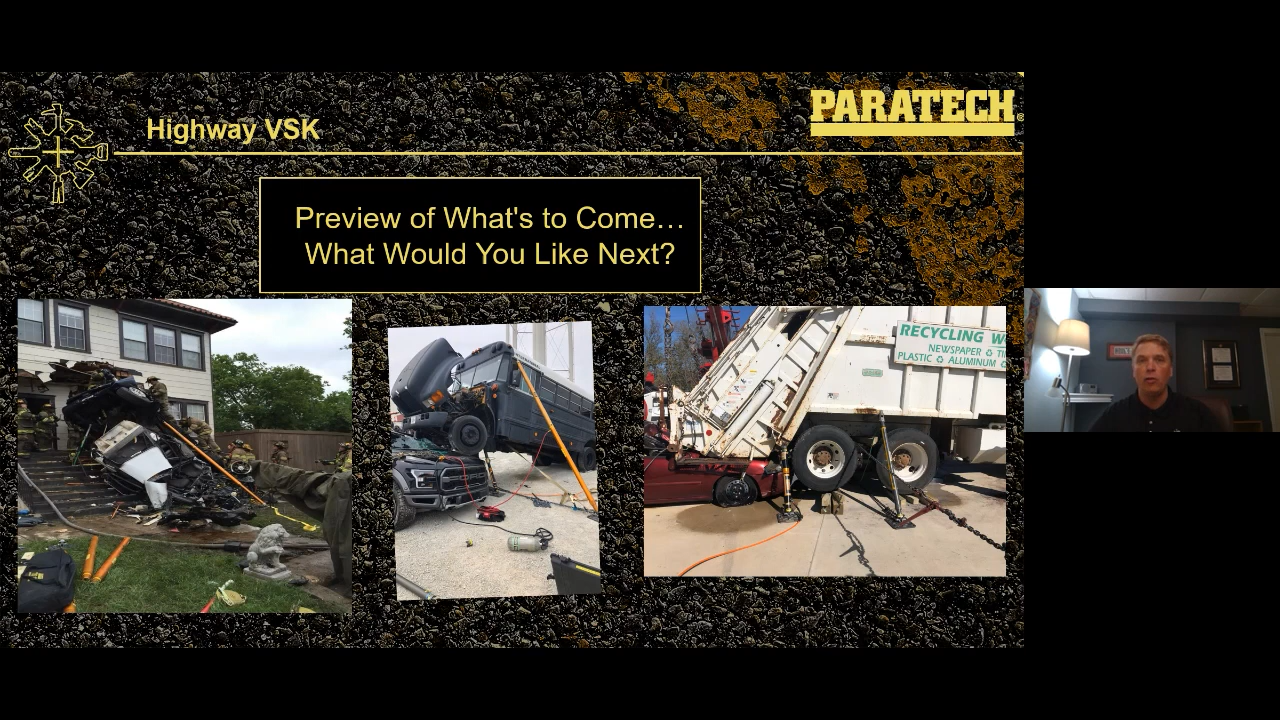 Highway VSK
PARATECH®
Preview of What's to Come…
What Would You Like Next?
RECYCLING
NEWSPAPER
PLASTIC ♻ ALUMINUM